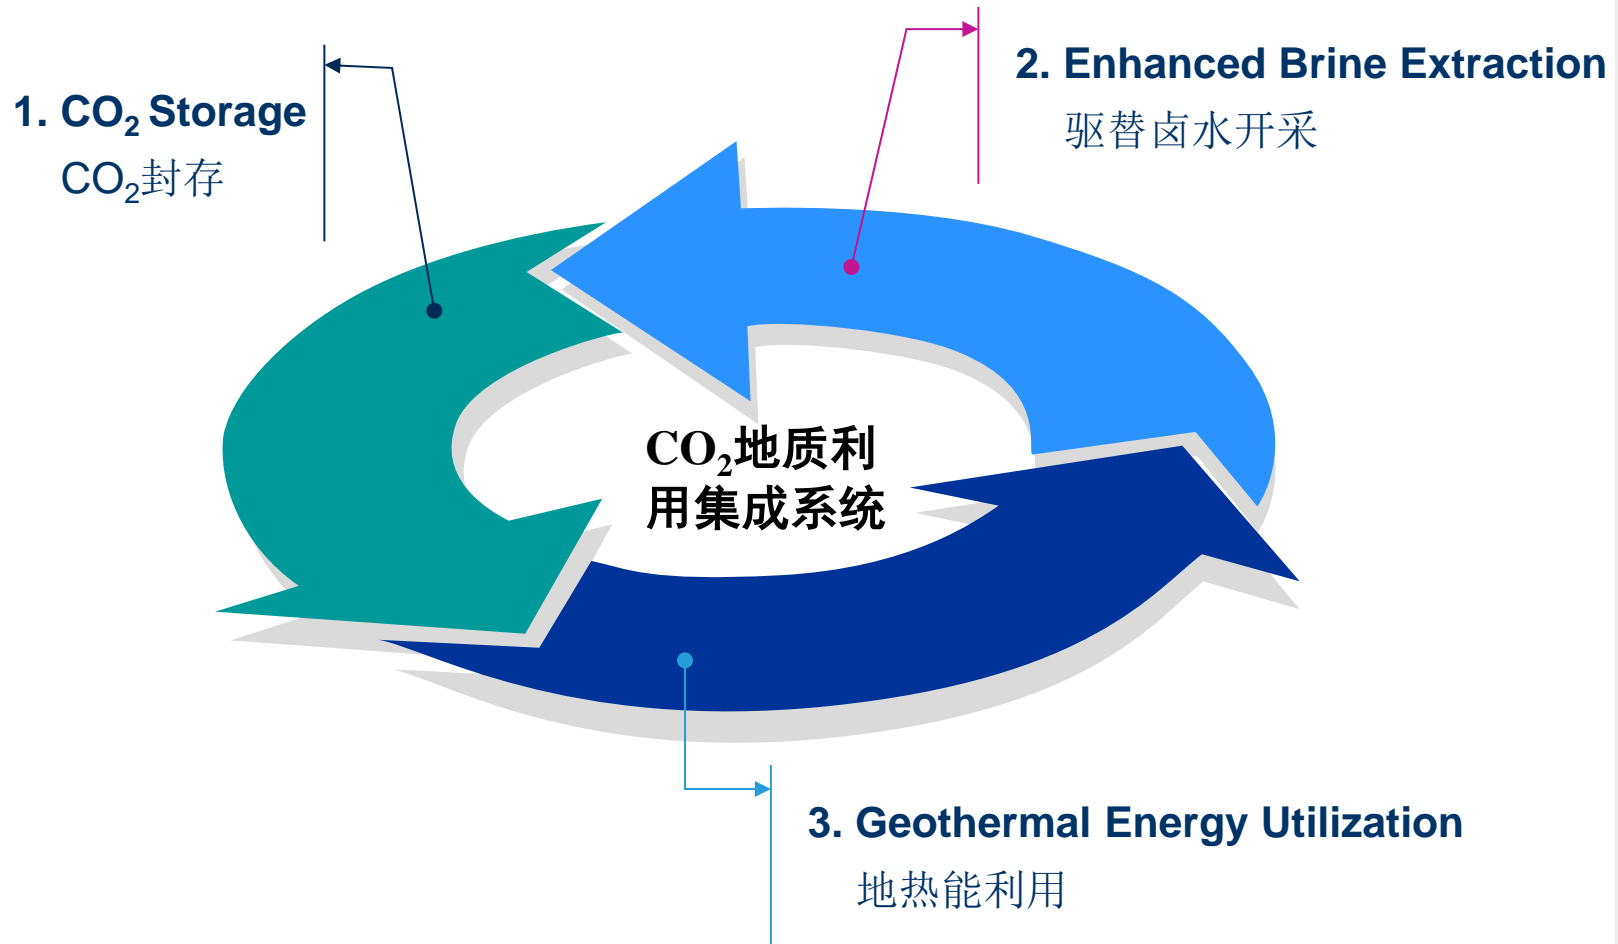 1. CO₂ Storage
CO₂封存
2. Enhanced Brine Extraction
驱替卤水开采
CO₂地质利
用集成系统
3. Geothermal Energy Utilization
地热能利用